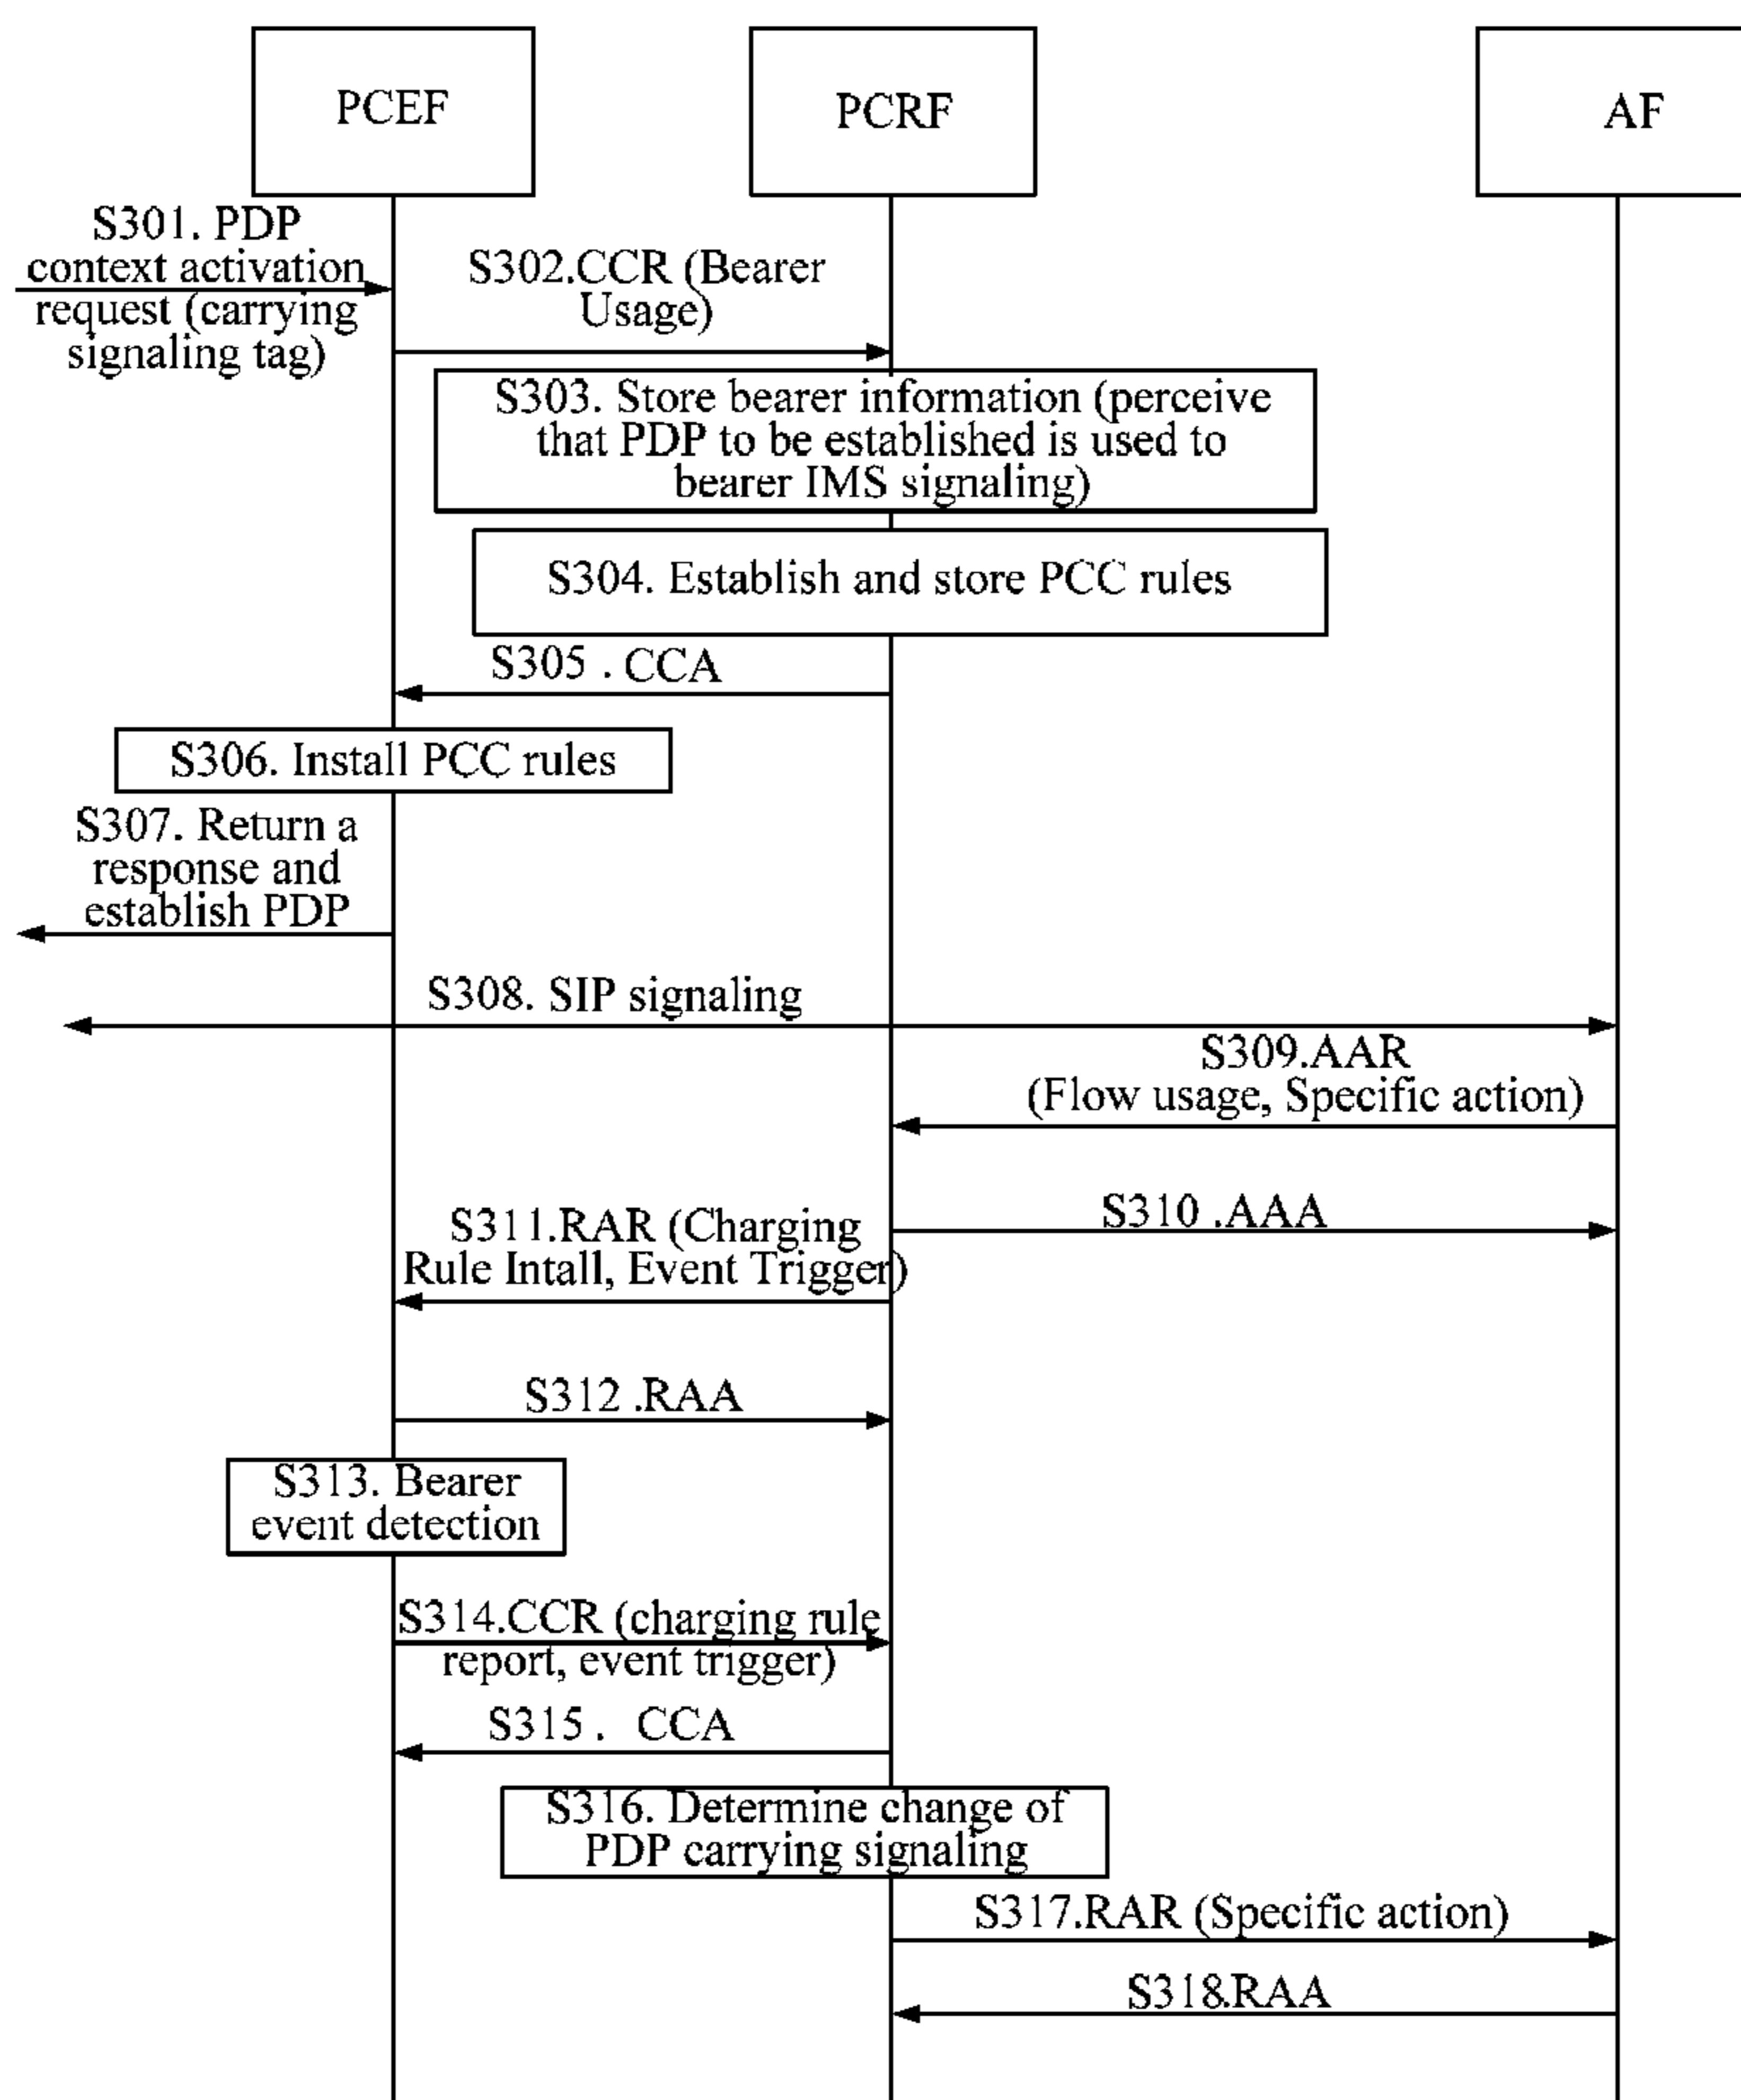 PCEF
PCRF
AF
S301. PDP
context activation
request (carrying
signaling tag)
S302.CCR (Bearer
Usage)
S303. Store bearer information (perceive
that PDP to be established is used to
bearer IMS signaling)
S304. Establish and store PCC rules
S305 . CCA
S306. Install PCC rules
S307. Return a
response and
establish PDP
S308. SIP signaling
S309.AAR
(Flow usage, Specific action)
S310 .AAA
S311.RAR (Charging
Rule Intall, Event Trigger)
S312 .RAA
S313. Bearer
event detection
S314.CCR (charging rule
report, event trigger)
S315 . CCA
S316. Determine change of
PDP carrying signaling
S317.RAR (Specific action)
S318.RAA